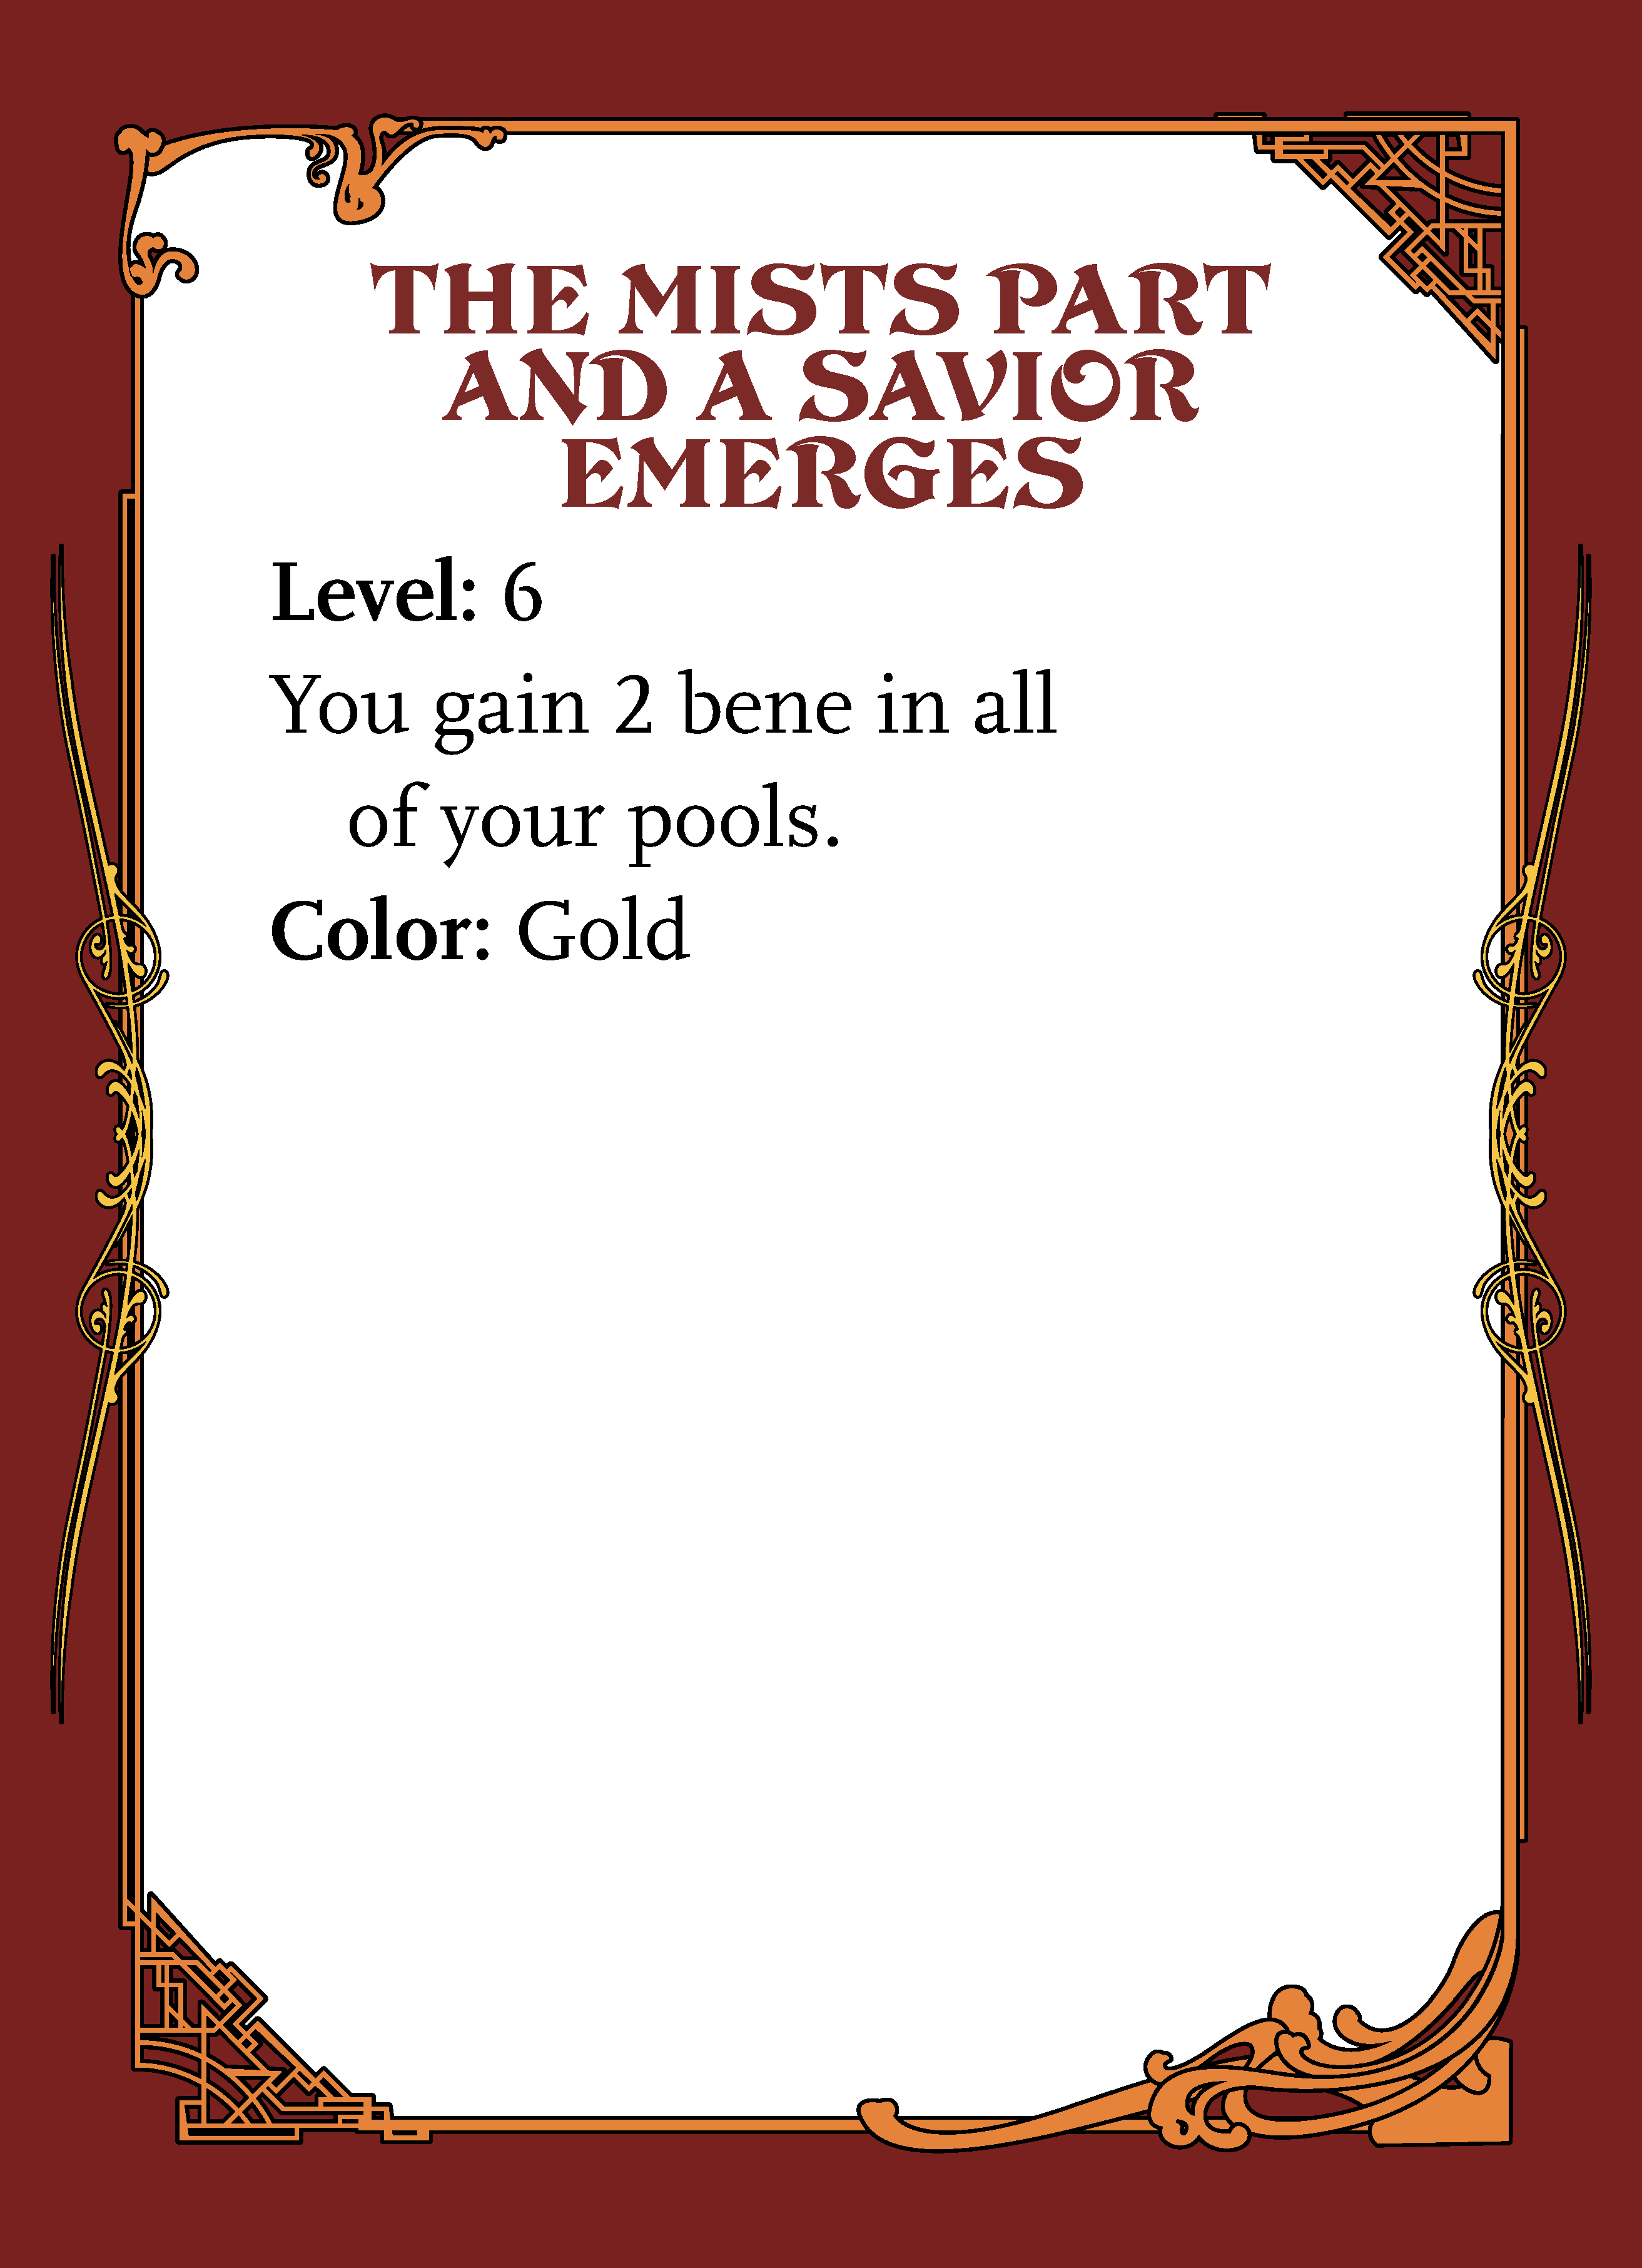 THE MISTS PART
AND A SAVIOR
EMERGES
Level: 6
You gain 2 bene in all
of your pools.
Color: Gold